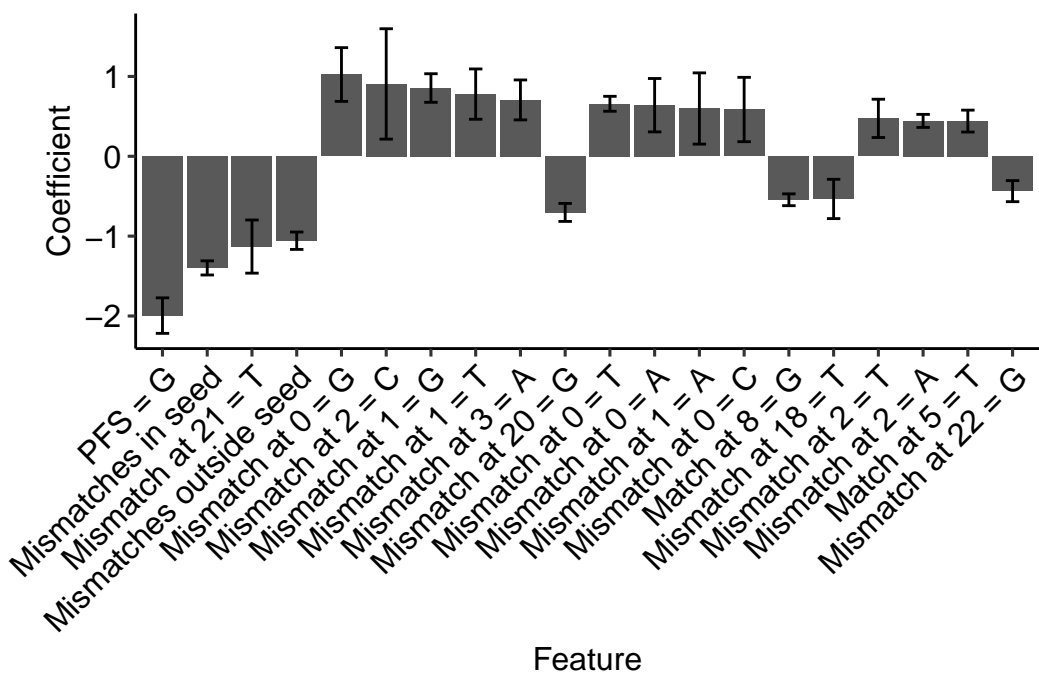 Coefficient
1
0
−1
−2
PFS = G
Mismatches in seed
Mismatch at 21 = T
Mismatches outside seed
Mismatch at 0 = G
Mismatch at 2 = C
Mismatch at 1 = G
Mismatch at 1 = T
Mismatch at 3 = A
Mismatch at 20 = G
Mismatch at 0 = T
Mismatch at 0 = A
Mismatch at 1 = A
Mismatch at 0 = C
Match at 8 = G
Mismatch at 18 = T
Mismatch at 2 = T
Mismatch at 2 = A
Match at 5 = T
Mismatch at 22 = G
Feature